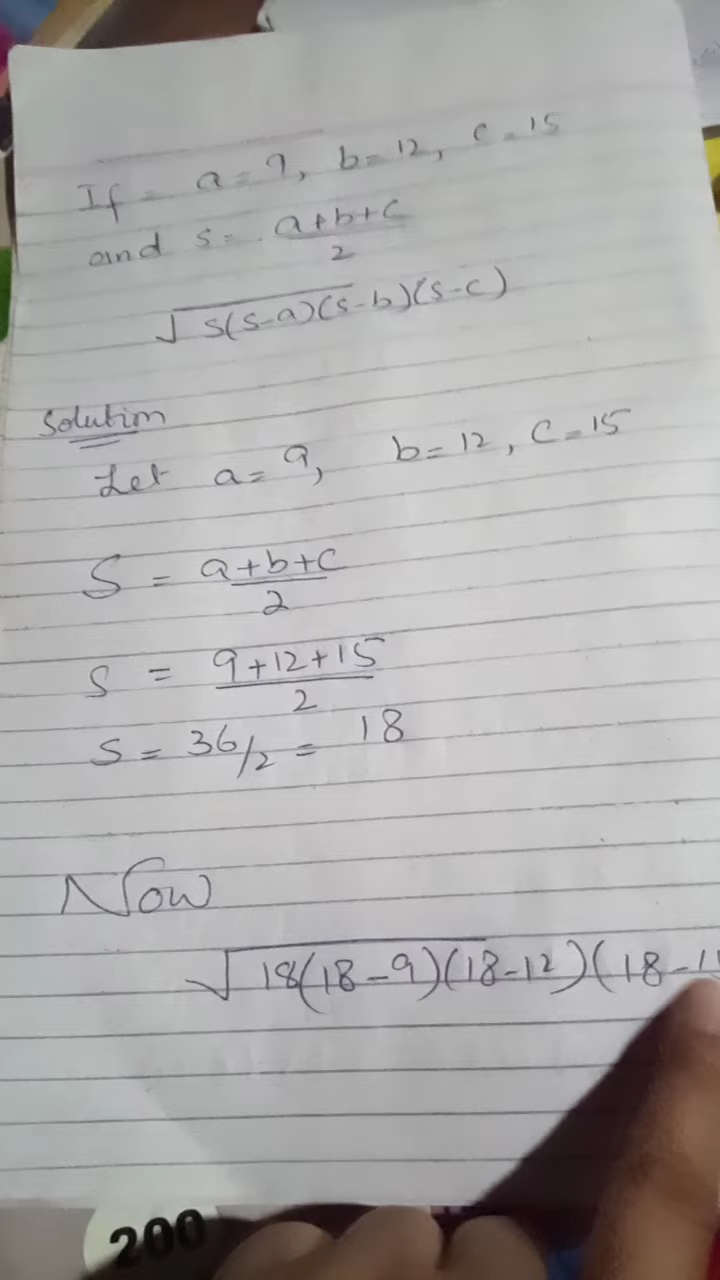 If = a = 9, b = 12, c = 15
and s = a+b+c/2
√s(s-a)(s-b)(s-c)
Solution
Let a = 9, b = 12, c = 15
S = a+b+c/2
S = 9+12+15/2
S = 36/2 = 18
Now
√18(18-9)(18-12)(18-1
200